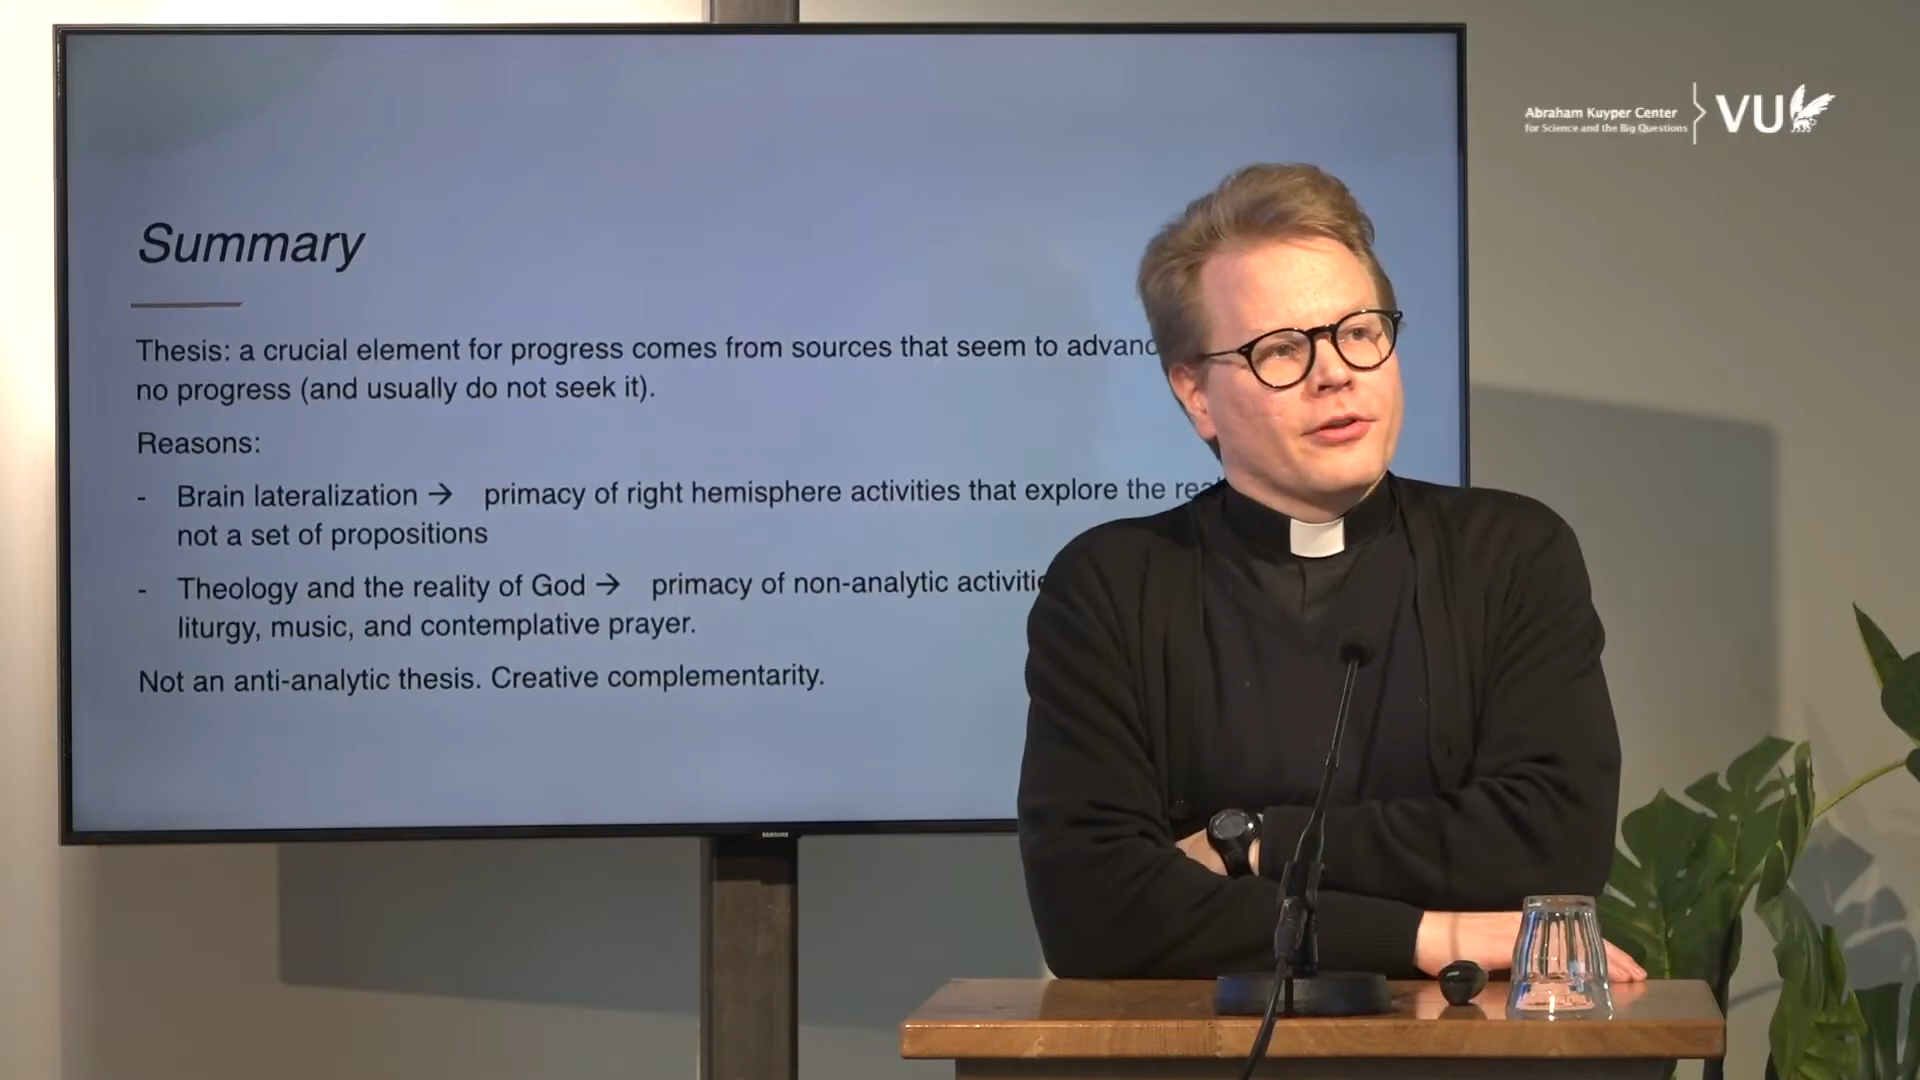 Abraham Kuyper Center
for Science and the Big Questions
VU
Summary
Thesis: a crucial element for progress comes from sources that seem to
no progress (and usually do not seek it).
Reasons:
- Brain lateralization → primacy of right hemisphere activities that explore the
not a set of propositions
- Theology and the reality of God → primacy of non-analytic
liturgy, music, and contemplative prayer.
Not an anti-analytic thesis. Creative complementarity.
SAMSUNG